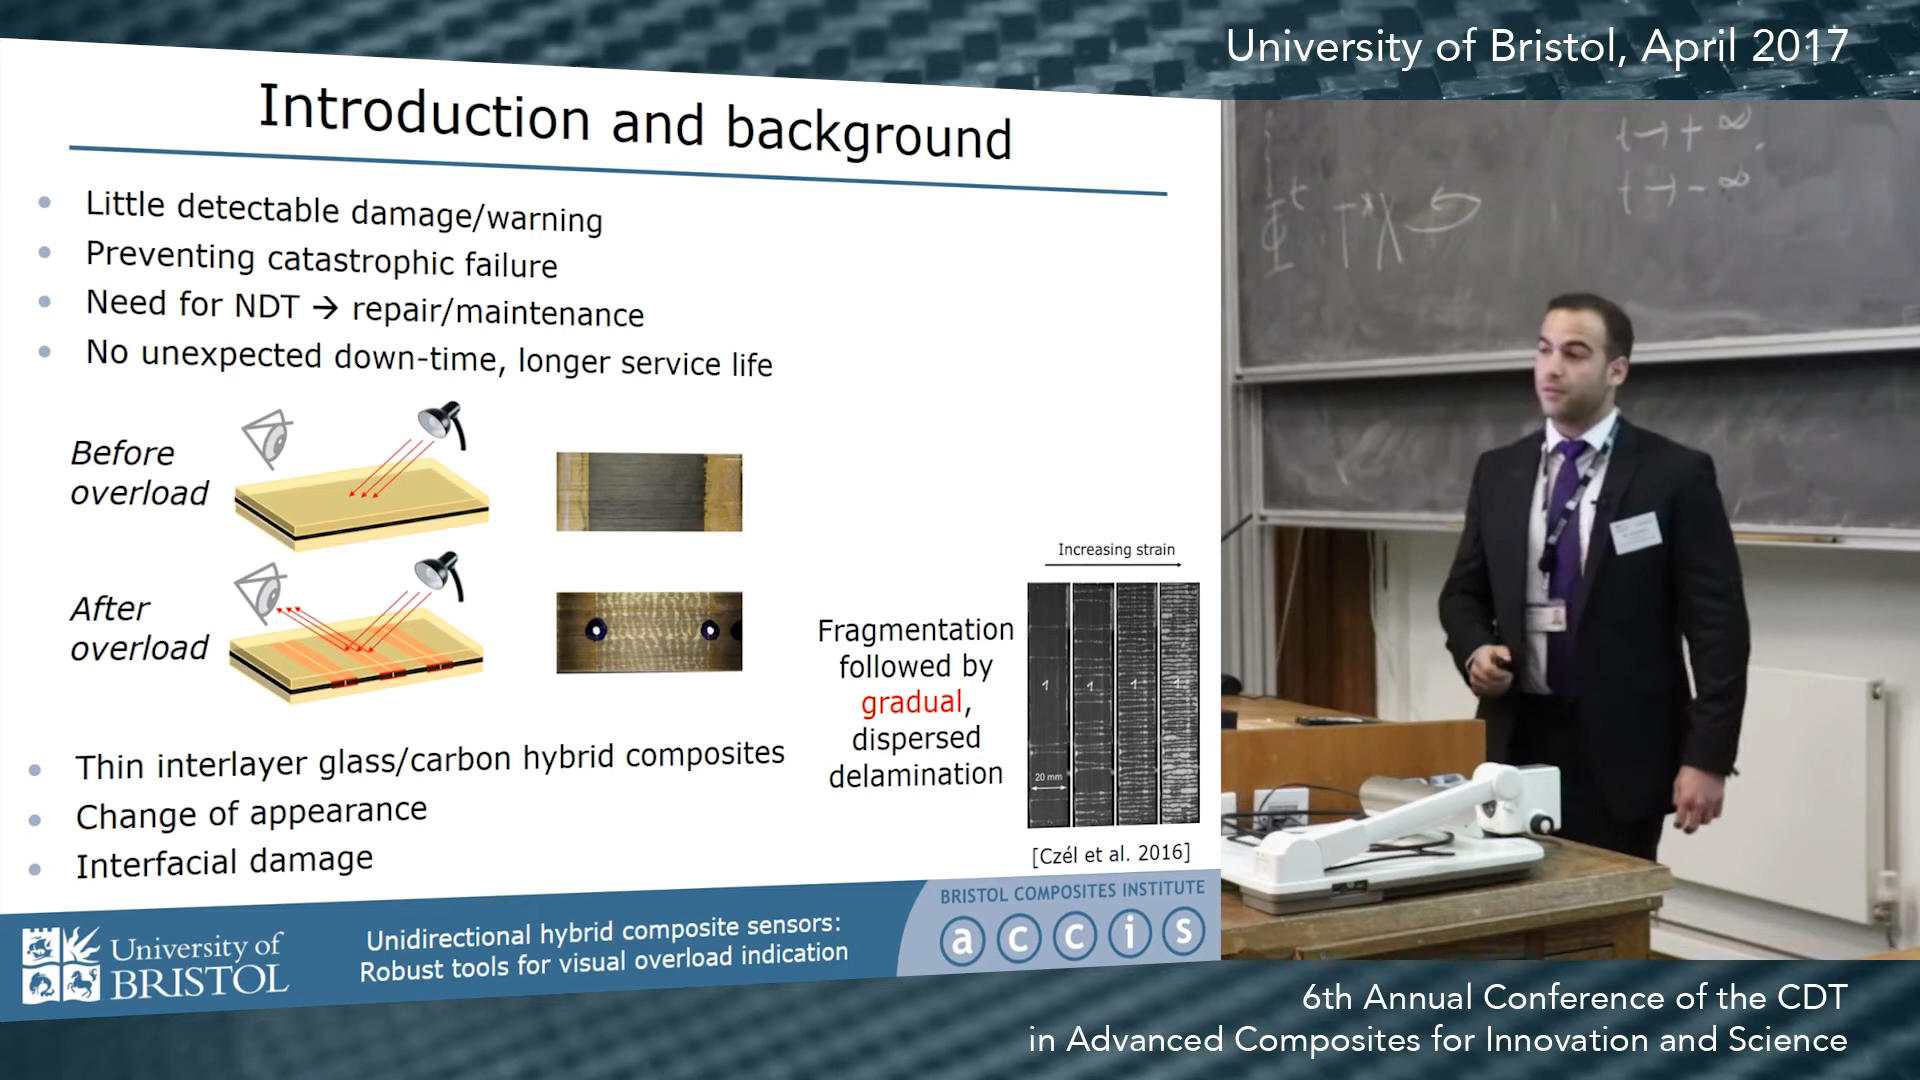 University of Bristol, April 2017
Introduction and background
Little detectable damage/warning
Preventing catastrophic failure
Need for NDT → repair/maintenance
No unexpected down-time, longer service life
Before
overload
After
overload
Increasing strain
Fragmentation
followed by
gradual,
dispersed
delamination
1 1 1 1
20 mm
[Czél et al. 2016]
Thin interlayer glass/carbon hybrid composites
Change of appearance
Interfacial damage
University of
BRISTOL
Unidirectional hybrid composite sensors:
Robust tools for visual overload indication
BRISTOL COMPOSITES INSTITUTE
a c c i s
t→+∞
t→-∞
T*X
6th Annual Conference of the CDT
in Advanced Composites for Innovation and Science